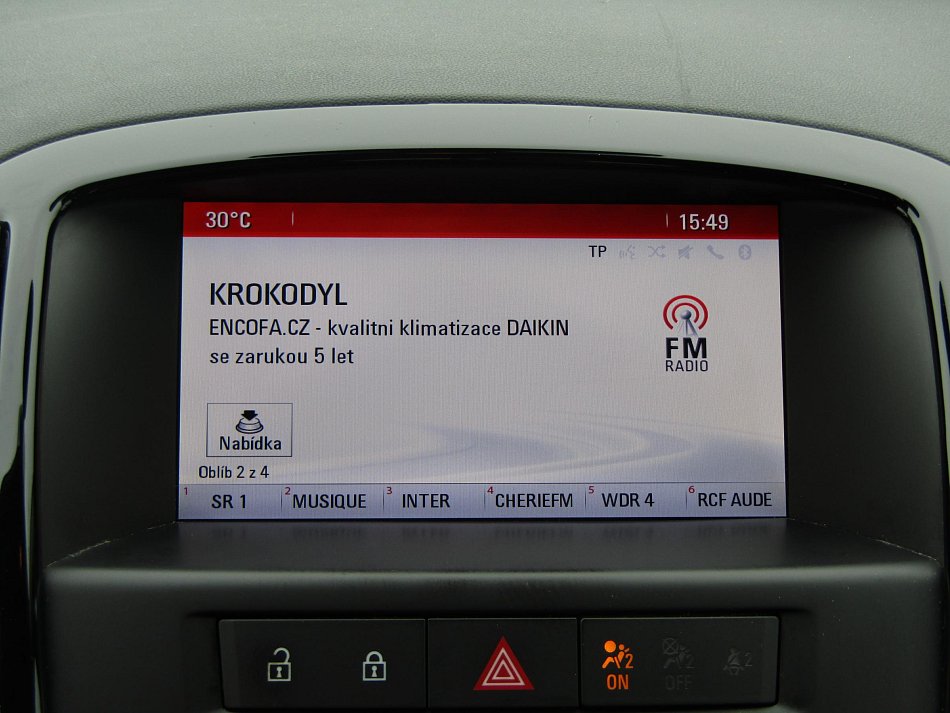 30°C 15:49
TP
KROKODYL
ENCOFA.CZ - kvalitni klimatizace DAIKIN
se zarukou 5 let
FM
RADIO
Nabídka
Oblíb 2 z 4
1 SR 1 2 MUSIQUE 3 INTER 4 CHERIEFM 5 WDR 4 6 RCF AUDE
2 2 2
ON OFF